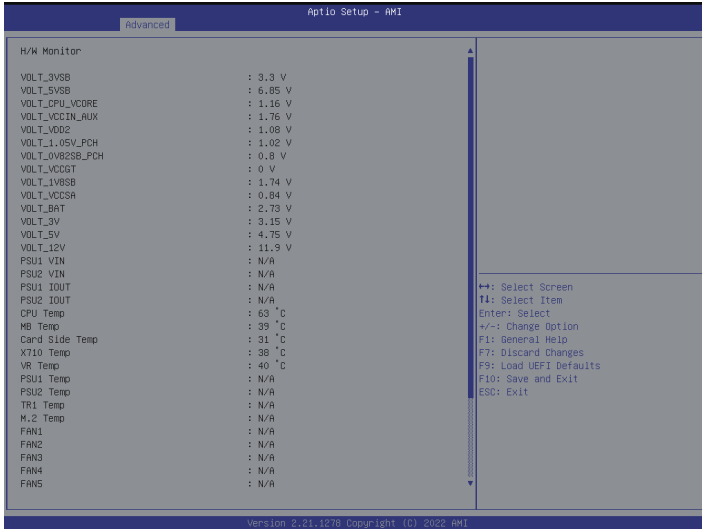 Aptio Setup - AMI
Advanced
H/W Monitor
VOLT_3VSB : 3.3 V
VOLT_5VSB : 6.85 V
VOLT_CPU_VCORE : 1.16 V
VOLT_VCCIN_AUX : 1.76 V
VOLT_VDD2 : 1.08 V
VOLT_1.05V_PCH : 1.02 V
VOLT_0V82SB_PCH : 0.8 V
VOLT_VCCGT : 0 V
VOLT_1V8SB : 1.74 V
VOLT_VCCSA : 0.84 V
VOLT_BAT : 2.73 V
VOLT_3V : 3.15 V
VOLT_5V : 4.75 V
VOLT_12V : 11.9 V
PSU1 VIN : N/A
PSU2 VIN : N/A
PSU1 IOUT : N/A
PSU2 IOUT : N/A
CPU Temp : 63 °C
MB Temp : 39 °C
Card Side Temp : 31 °C
X710 Temp : 38 °C
VR Temp : 40 °C
PSU1 Temp : N/A
PSU2 Temp : N/A
TR1 Temp : N/A
M.2 Temp : N/A
FAN1 : N/A
FAN2 : N/A
FAN3 : N/A
FAN4 : N/A
FAN5 : N/A
↔: Select Screen
↑↓: Select Item
Enter: Select
+/-: Change Option
F1: General Help
F7: Discard Changes
F9: Load UEFI Defaults
F10: Save and Exit
ESC: Exit
Version 2.21.1278 Copyright (C) 2022 AMI